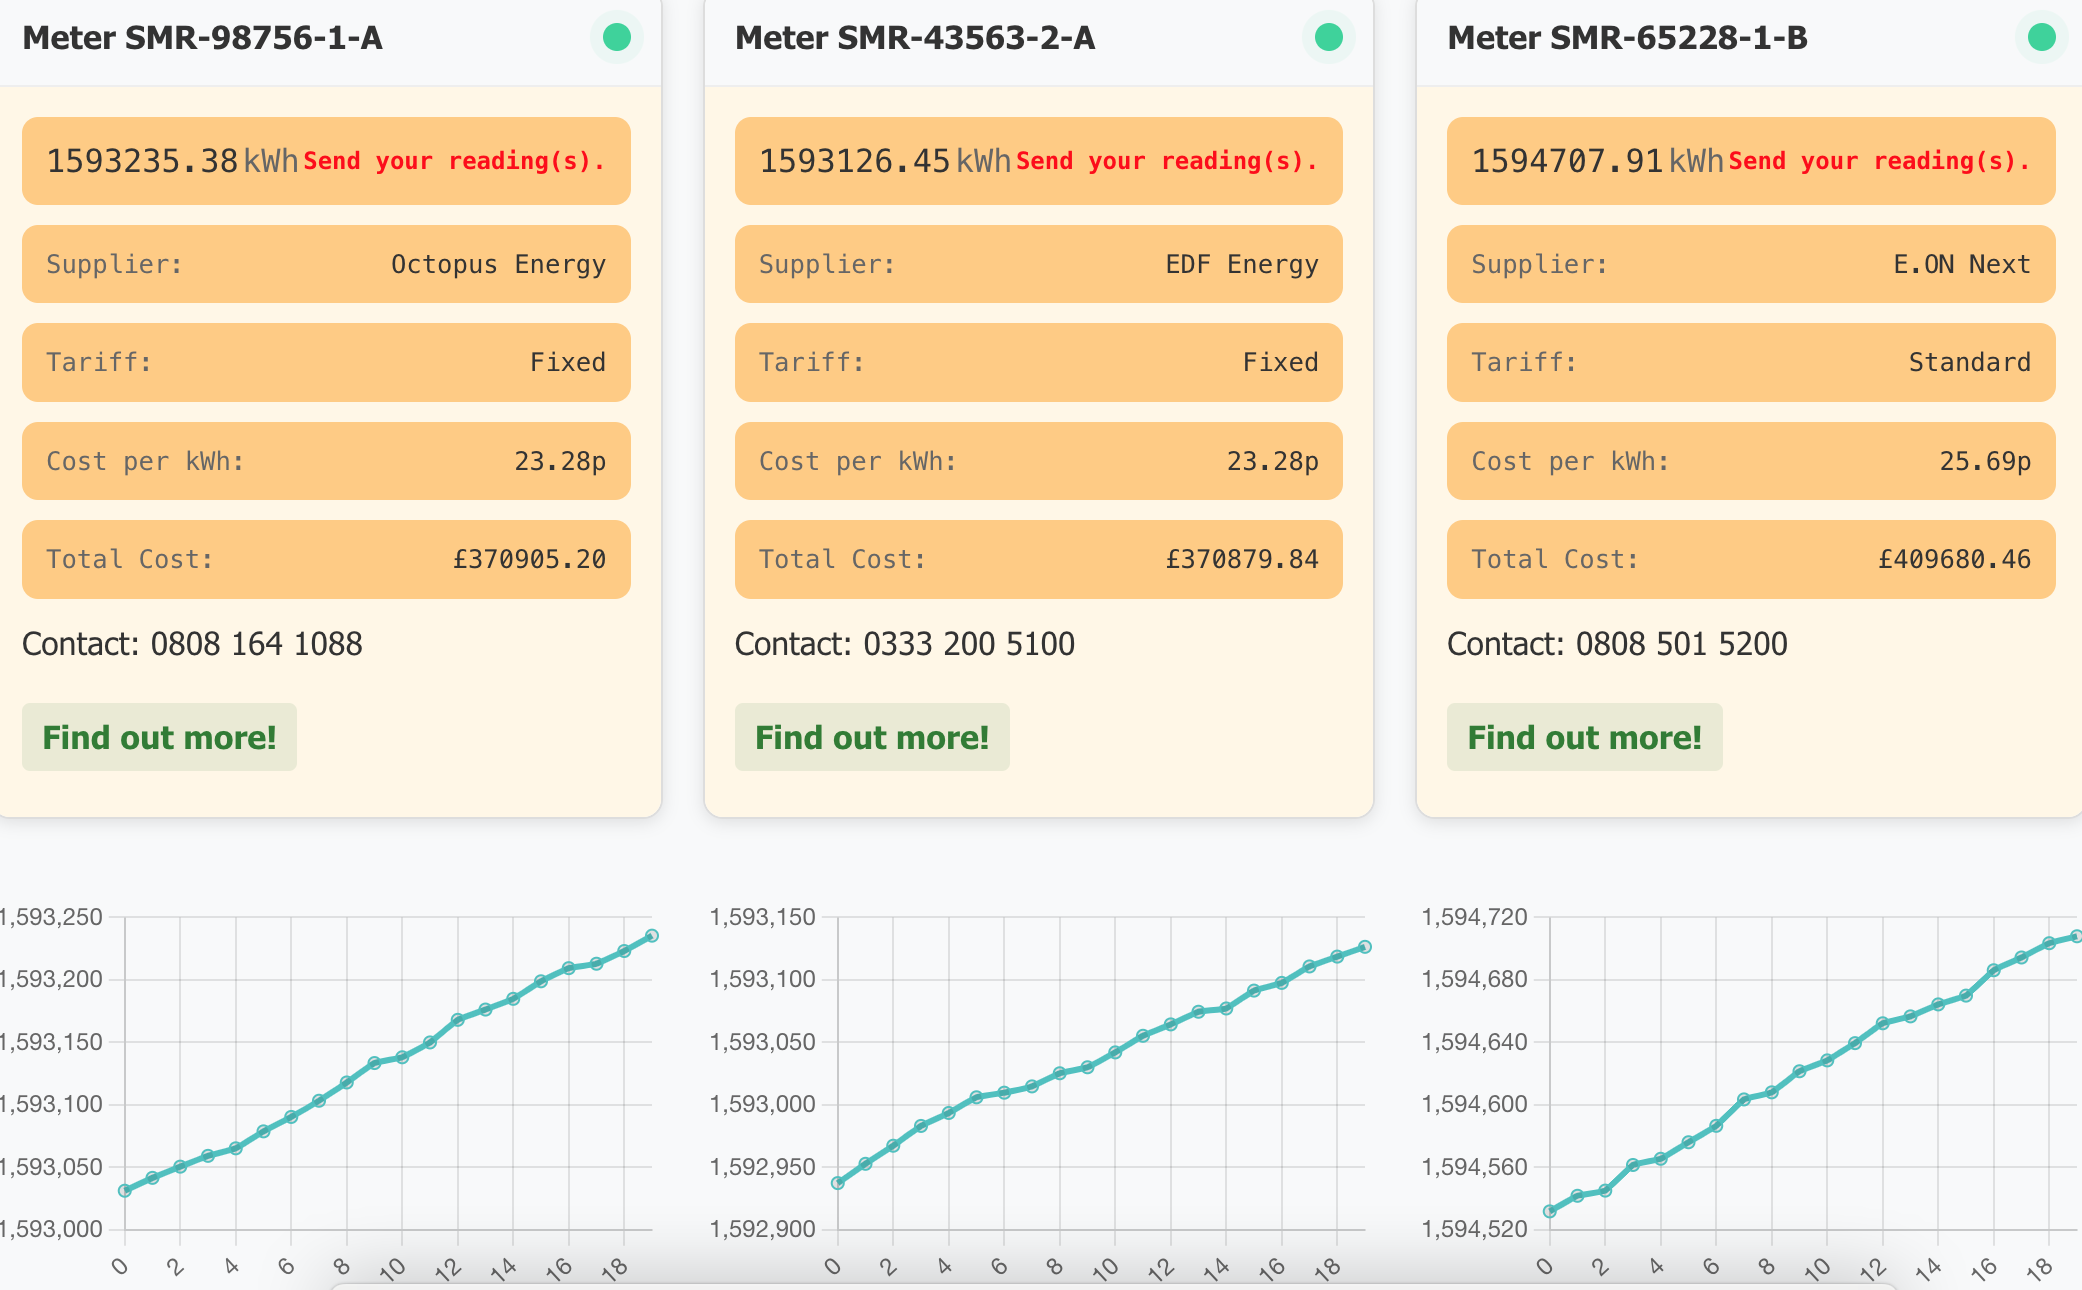 Meter SMR-98756-1-A
1593235.38kWh Send your reading(s).
Supplier: Octopus Energy
Tariff: Fixed
Cost per kWh: 23.28p
Total Cost: £370905.20
Contact: 0808 164 1088
Find out more!
Meter SMR-43563-2-A
1593126.45kWh Send your reading(s).
Supplier: EDF Energy
Tariff: Fixed
Cost per kWh: 23.28p
Total Cost: £370879.84
Contact: 0333 200 5100
Find out more!
Meter SMR-65228-1-B
1594707.91kWh Send your reading(s).
Supplier: E.ON Next
Tariff: Standard
Cost per kWh: 25.69p
Total Cost: £409680.46
Contact: 0808 501 5200
Find out more!
1,593,250
1,593,200
1,593,150
1,593,100
1,593,050
1,593,000
0 2 4 6 8 10 12 14 16 18
1,593,150
1,593,100
1,593,050
1,593,000
1,592,950
1,592,900
0 2 4 6 8 10 12 14 16 18
1,594,720
1,594,680
1,594,640
1,594,600
1,594,560
1,594,520
0 2 4 6 8 10 12 14 16 18